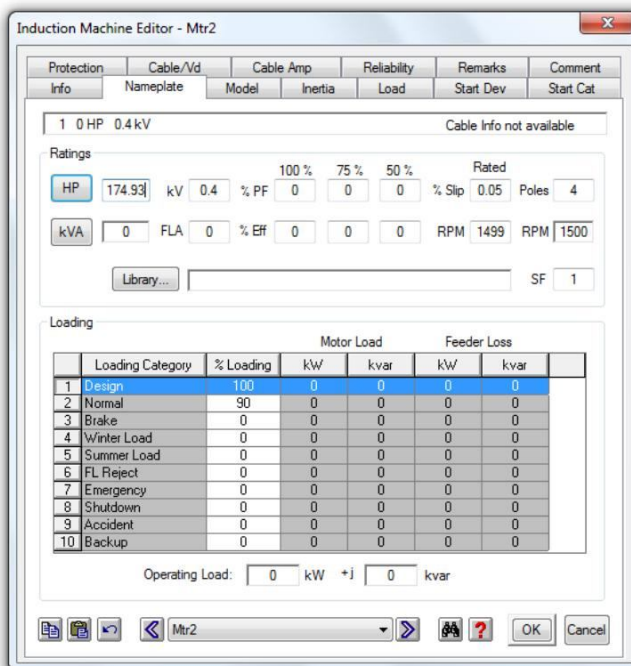 Induction Machine Editor - Mtr2
Protection Cable/Vd Cable Amp Reliability Remarks Comment
Info Nameplate Model Inertia Load Start Dev Start Cat
1 0 HP 0.4 kV Cable Info not available
Ratings
100 % 75 % 50 % Rated
HP 174.93 kV 0.4 % PF 0 0 0 % Slip 0.05 Poles 4
kVA 0 FLA 0 % Eff 0 0 0 RPM 1499 RPM 1500
Library... SF 1
Loading
Motor Load Feeder Loss
Loading Category % Loading kW kvar kW kvar
1 Design 100 0 0 0 0
2 Normal 90 0 0 0 0
3 Brake 0 0 0 0 0
4 Winter Load 0 0 0 0 0
5 Summer Load 0 0 0 0 0
6 FL Reject 0 0 0 0 0
7 Emergency 0 0 0 0 0
8 Shutdown 0 0 0 0 0
9 Accident 0 0 0 0 0
10 Backup 0 0 0 0 0
Operating Load: 0 kW +j 0 kvar
Mtr2 ? OK Cancel